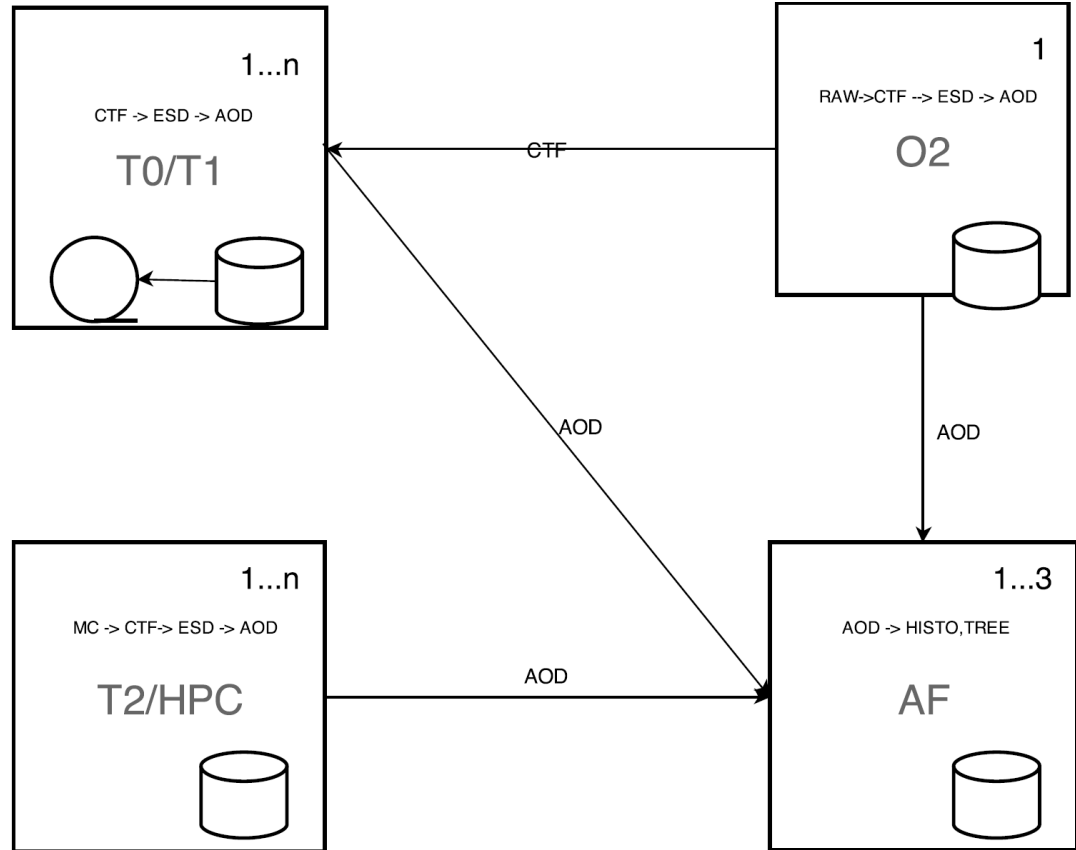 1...n
CTF -> ESD -> AOD
T0/T1
1
RAW->CTF --> ESD -> AOD
O2
CTF
AOD
AOD
1...n
MC -> CTF-> ESD -> AOD
T2/HPC
AOD
1...3
AOD -> HISTO,TREE
AF